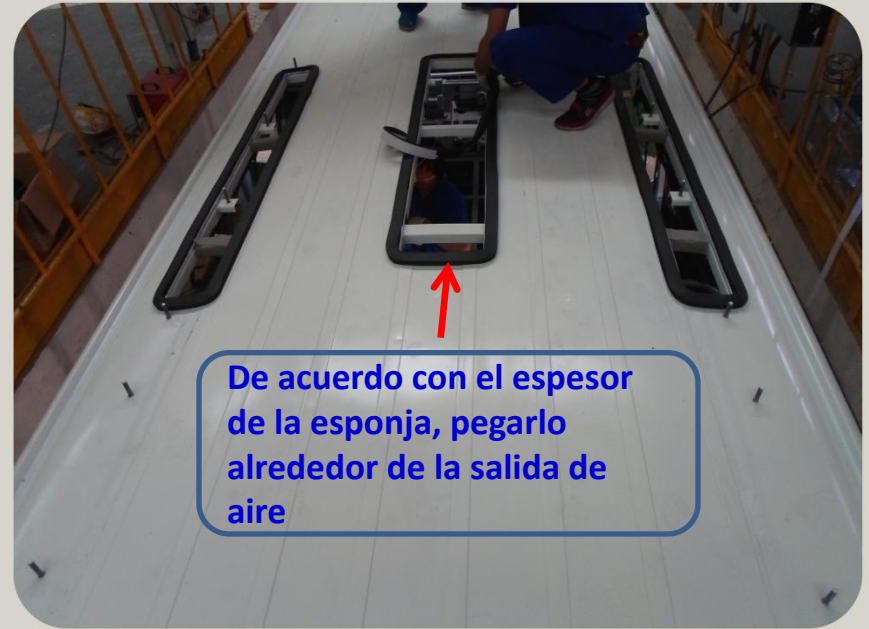 De acuerdo con el espesor
de la esponja, pegarlo
alrededor de la salida de
aire